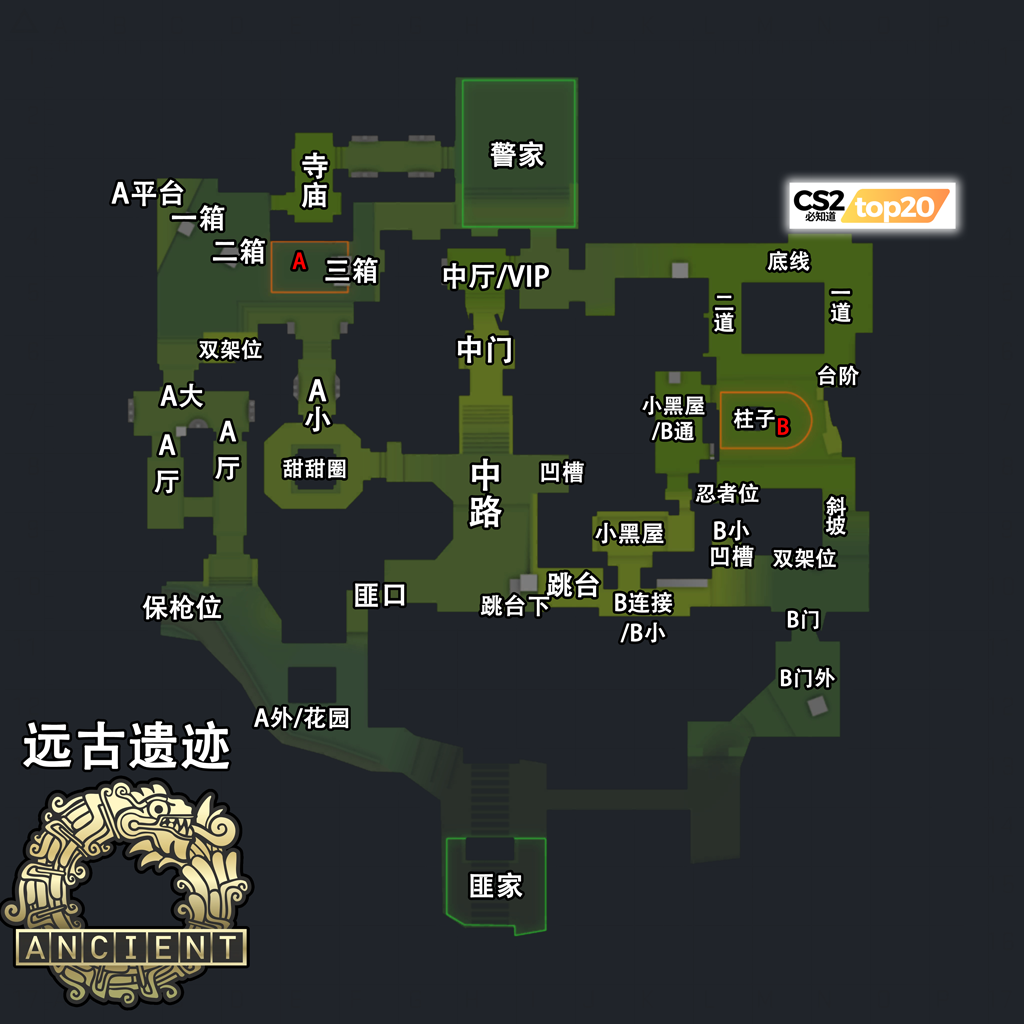 警家
寺
庙
A平台
一箱
CS2
必知道
top20
二箱
A
三箱
中厅/VIP
底线
二
道
一
道
双架位
中门
台阶
A大
A
小
小黑屋
/B通
柱子
B
A
厅
A
厅
甜甜圈
中
路
凹槽
忍者位
斜
坡
小黑屋
B小
凹槽
双架位
保枪位
匪口
跳台
跳台下
B连接
/B小
B门
B门外
A外/花园
远古遗迹
匪家
ANCIENT